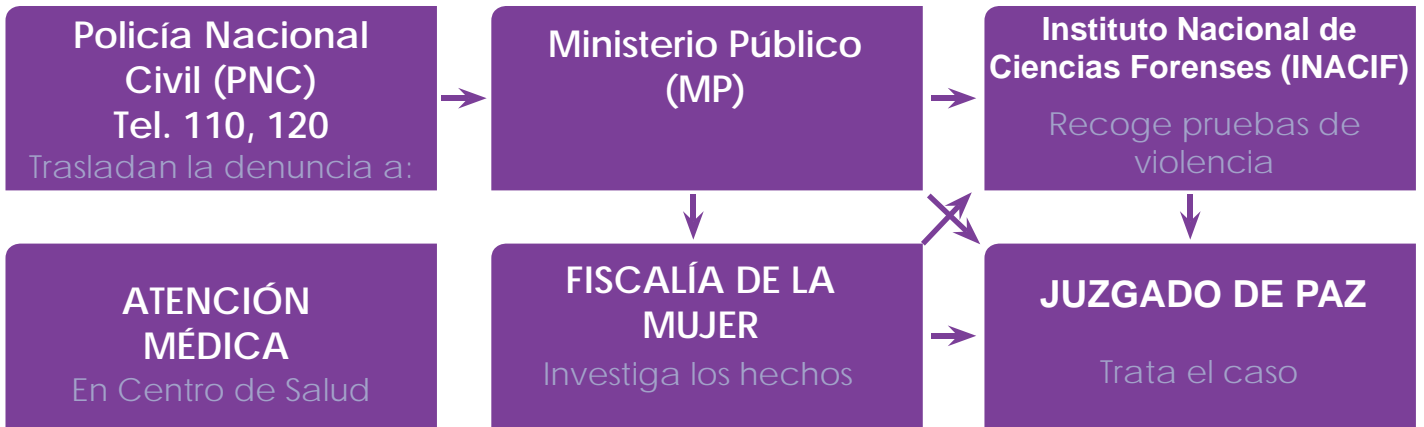 Policía Nacional
Civil (PNC)
Tel. 110, 120
Trasladan la denuncia a:
Ministerio Público
(MP)
Instituto Nacional de
Ciencias Forenses (INACIF)
Recoge pruebas de
violencia
ATENCIÓN
MÉDICA
En Centro de Salud
FISCALÍA DE LA
MUJER
Investiga los hechos
JUZGADO DE PAZ
Trata el caso